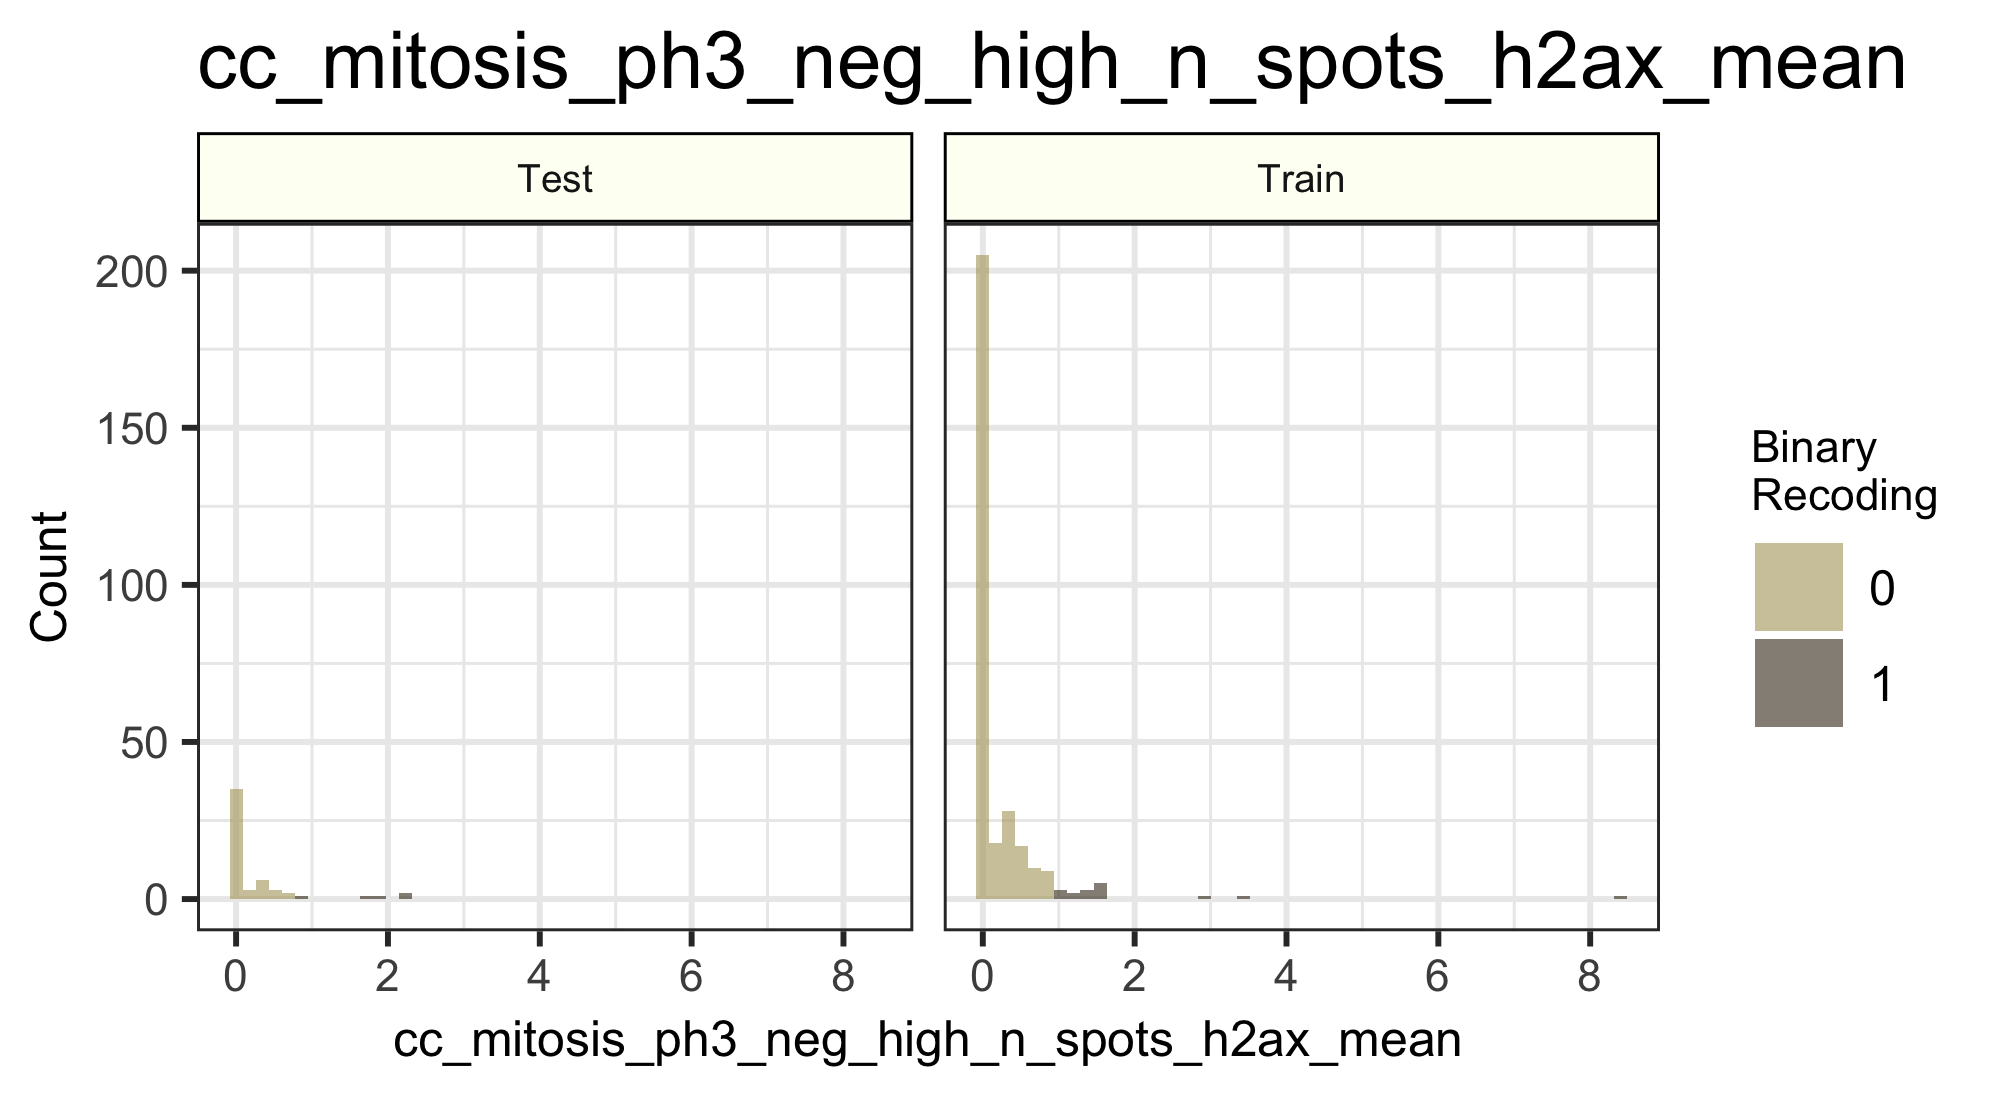 cc_mitosis_ph3_neg_high_n_spots_h2ax_mean
Test
Train
200
150
100
50
0
Count
0 2 4 6 8
0 2 4 6 8
cc_mitosis_ph3_neg_high_n_spots_h2ax_mean
Binary
Recoding
0
1